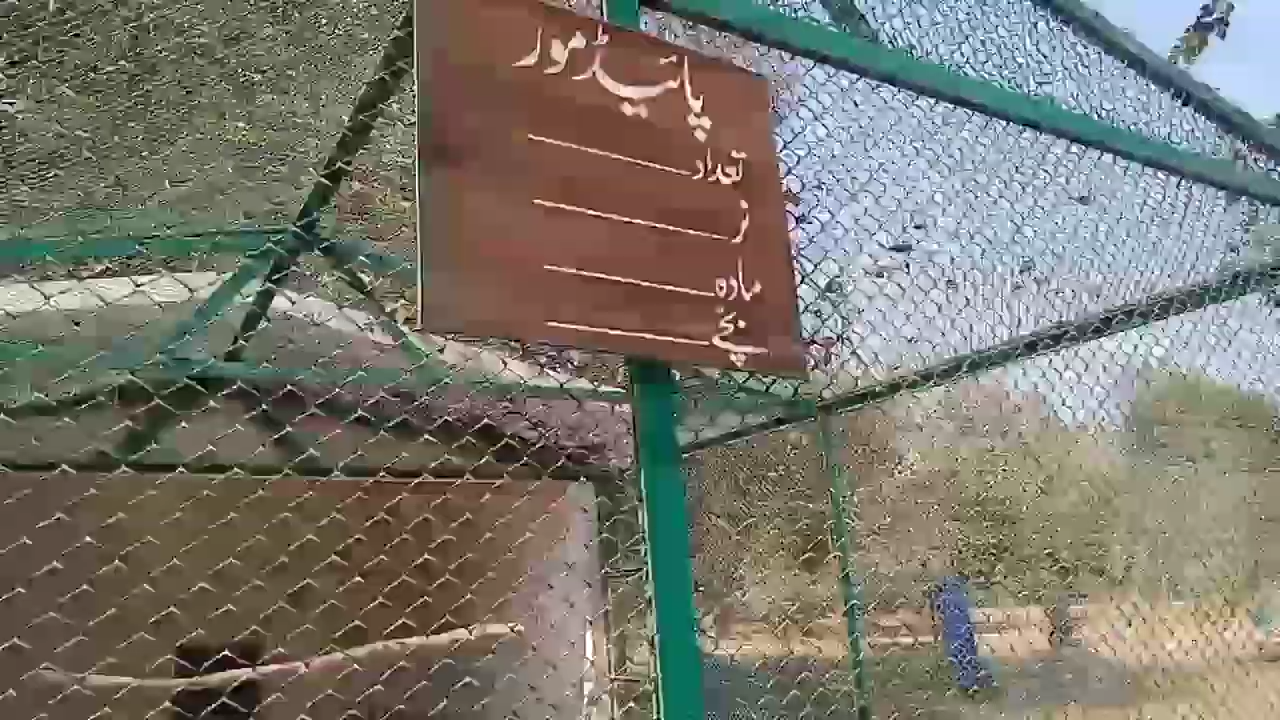 پائیڈ مور
تعداد
نر
مادہ
بچے